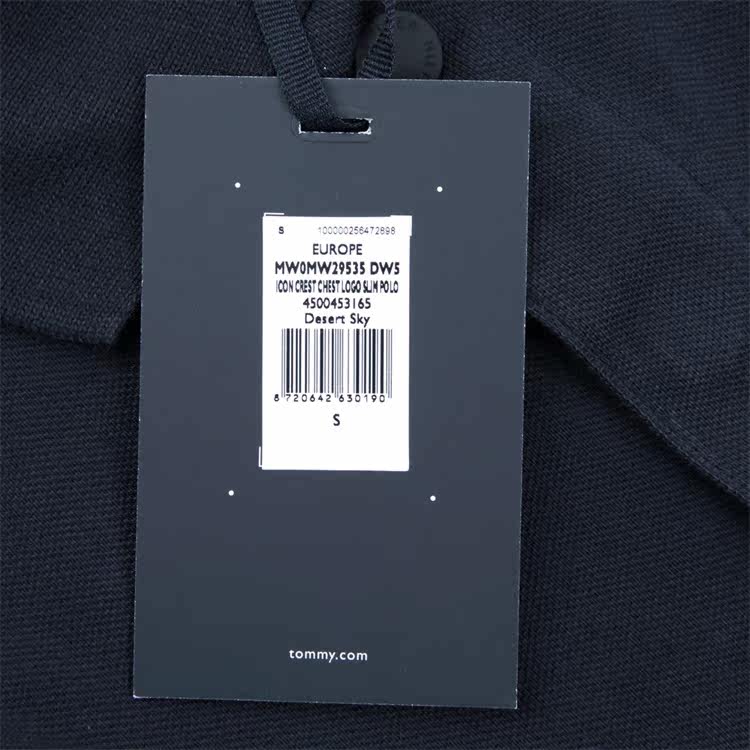 S 100000256472898
EUROPE
MW0MW29535 DW5
ICON CREST CHEST LOGO SLIM POLO
4500453165
Desert Sky
8 720642 630190
S
tommy.com